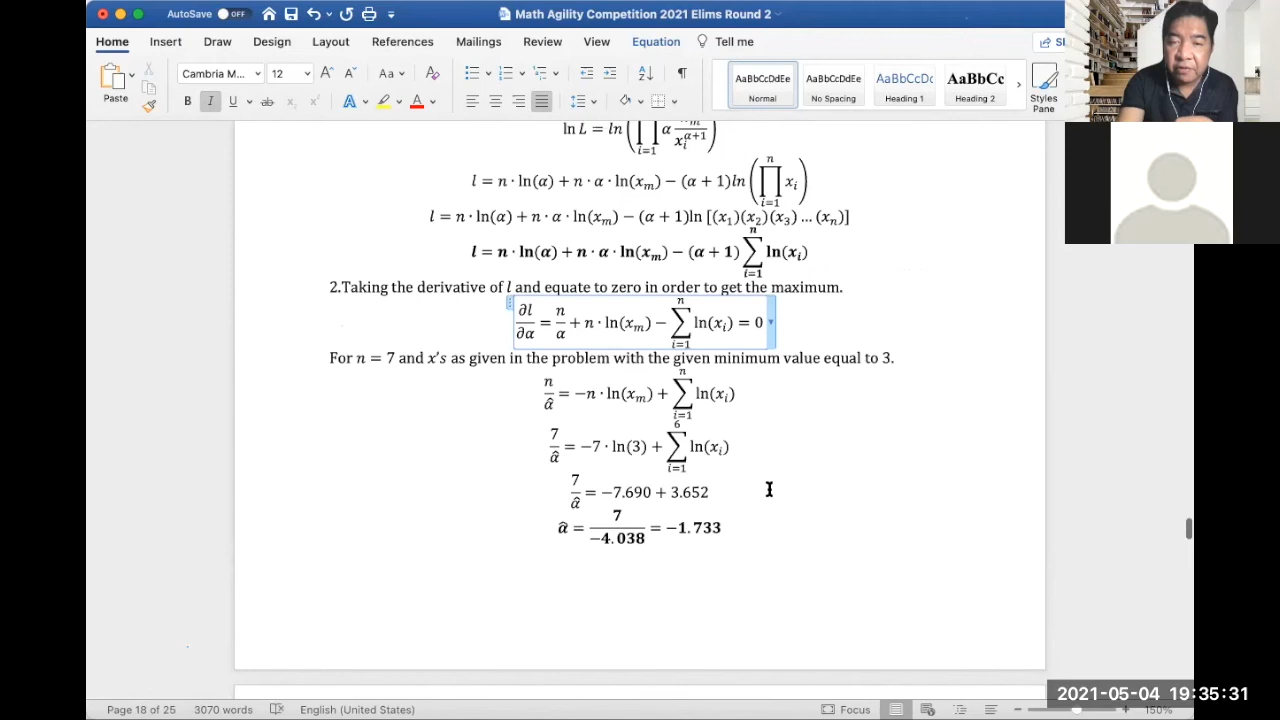 AutoSave OFF Math Agility Competition 2021 Elims Round 2
Home Insert Draw Design Layout References Mailings Review View Equation Tell me
Paste Cambria M... 12 AaBbCcDdEe AaBbCcDdEe AaBbCcDc AaBbCc Styles Pane
Normal No Spacing Heading 1 Heading 2
ln L = ln(∏_{i=1} α / x_i^{α+1})
l = n · ln(α) + n · α · ln(x_m) − (α + 1)ln(∏_{i=1}^{n} x_i)
l = n · ln(α) + n · α · ln(x_m) − (α + 1)ln [(x_1)(x_2)(x_3) … (x_n)]
l = n · ln(α) + n · α · ln(x_m) − (α + 1) ∑_{i=1}^{n} ln(x_i)
2.Taking the derivative of l and equate to zero in order to get the maximum.
∂l/∂α = n/α + n · ln(x_m) − ∑_{i=1}^{n} ln(x_i) = 0
For n = 7 and x's as given in the problem with the given minimum value equal to 3.
n/α̂ = −n · ln(x_m) + ∑_{i=1}^{n} ln(x_i)
7/α̂ = −7 · ln(3) + ∑_{i=1}^{6} ln(x_i)
7/α̂ = −7.690 + 3.652
α̂ = 7/−4.038 = −1.733
2021-05-04 19:35:31
Page 18 of 25 3070 words English (United States) Focus 150%